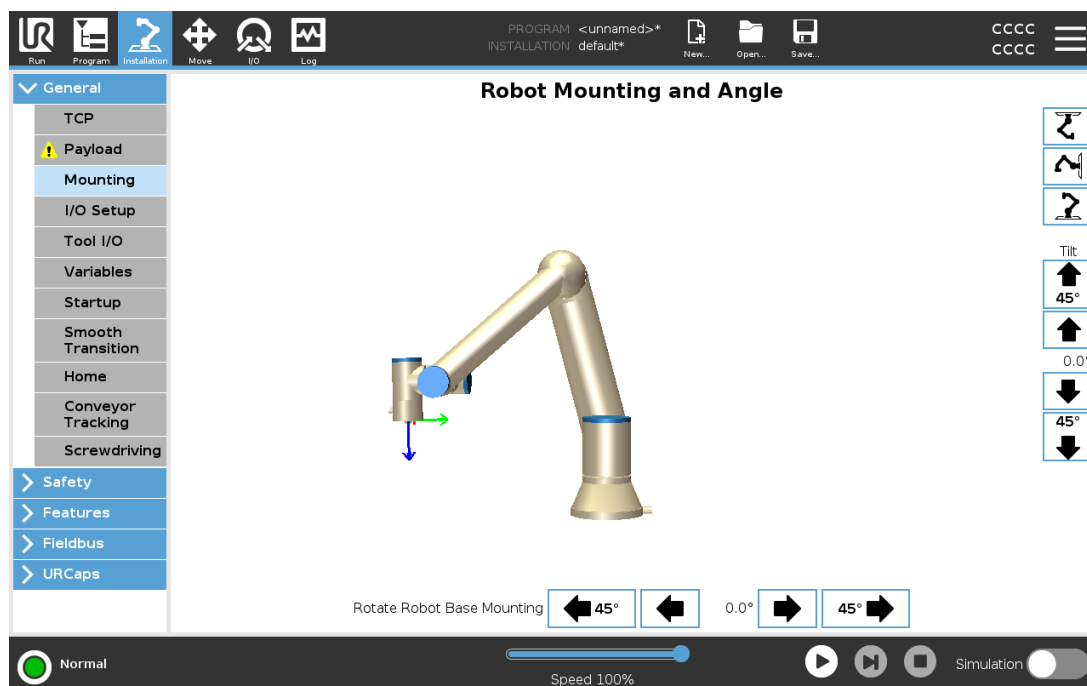 UR
Run
Program
Installation
Move
I/O
Log
PROGRAM <unnamed>*
INSTALLATION default*
New...
Open...
Save...
CCCC
CCCC
General
TCP
Payload
Mounting
I/O Setup
Tool I/O
Variables
Startup
Smooth
Transition
Home
Conveyor
Tracking
Screwdriving
Safety
Features
Fieldbus
URCaps
Robot Mounting and Angle
Tilt
45°
0.0°
45°
Rotate Robot Base Mounting
45°
0.0°
45°
Normal
Speed 100%
Simulation